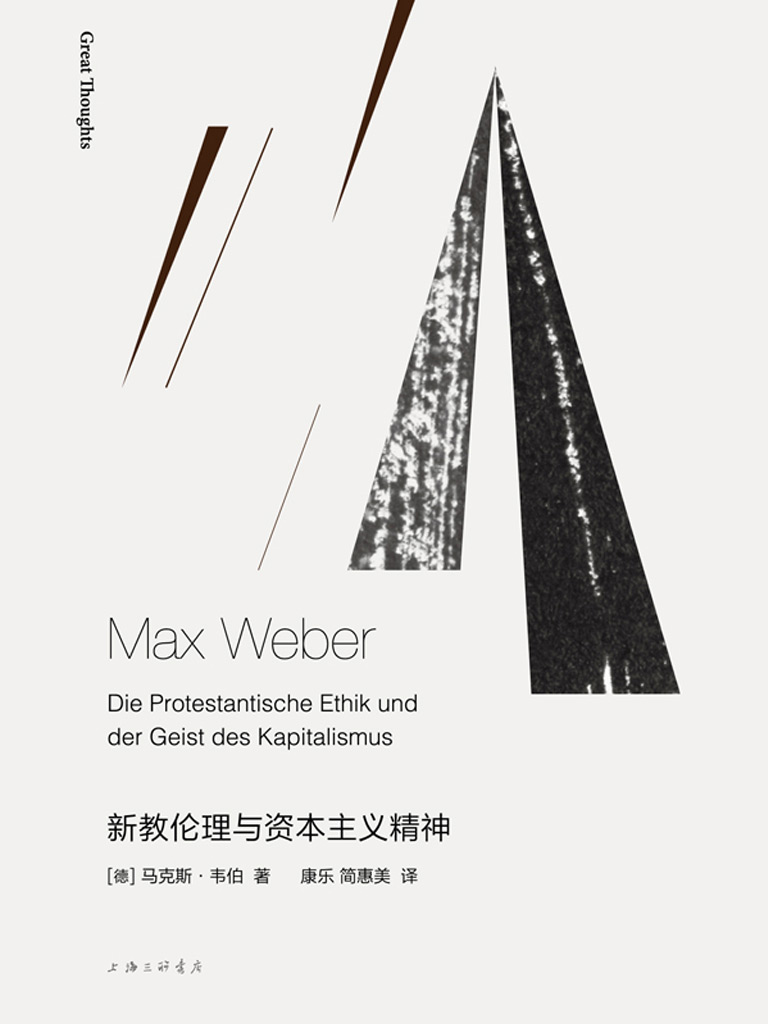 Great Thoughts
Max Weber
Die Protestantische Ethik und
der Geist des Kapitalismus
新教伦理与资本主义精神
[德] 马克斯·韦伯 著 康乐 简惠美 译
上海三联书店